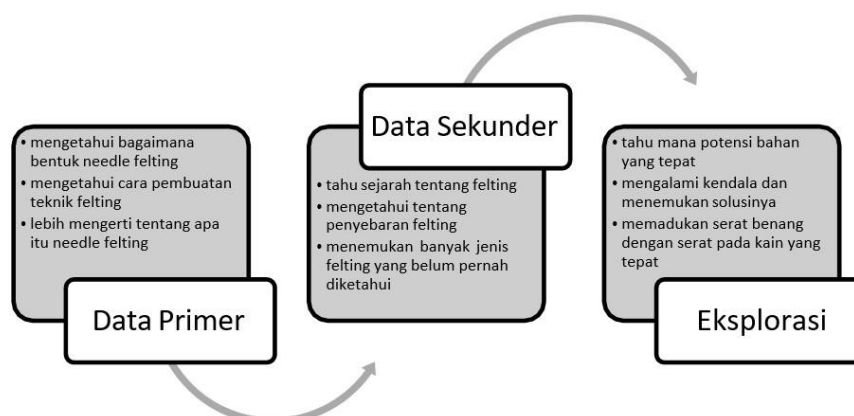 • mengetahui bagaimana
bentuk needle felting
• mengetahui cara pembuatan
teknik felting
• lebih mengerti tentang apa
itu needle felting
Data Primer
Data Sekunder
• tahu sejarah tentang felting
• mengetahui tentang
penyebaran felting
• menemukan banyak jenis
felting yang belum pernah
diketahui
• tahu mana potensi bahan
yang tepat
• mengalami kendala dan
menemukan solusinya
• memadukan serat benang
dengan serat pada kain yang
tepat
Eksplorasi